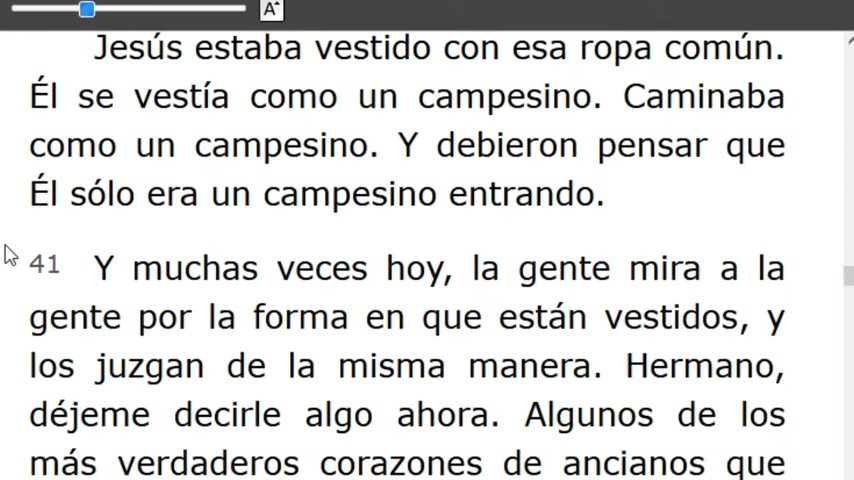 A
Jesús estaba vestido con esa ropa común.
Él se vestía como un campesino. Caminaba
como un campesino. Y debieron pensar que
Él sólo era un campesino entrando.
41 Y muchas veces hoy, la gente mira a la
gente por la forma en que están vestidos, y
los juzgan de la misma manera. Hermano,
déjeme decirle algo ahora. Algunos de los
más verdaderos corazones de ancianos que